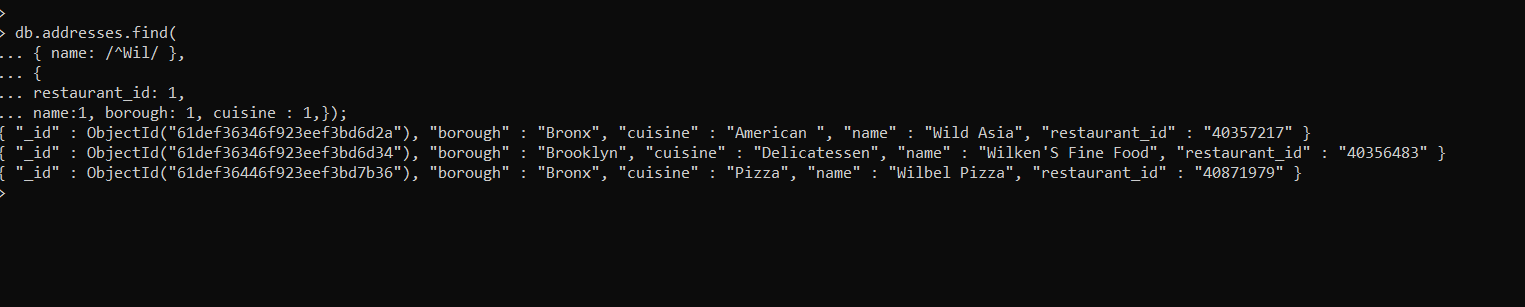 >
> db.addresses.find(
... { name: /^Wil/ },
... {
... restaurant_id: 1,
... name:1, borough: 1, cuisine : 1,});
{ "_id" : ObjectId("61def36346f923eef3bd6d2a"), "borough" : "Bronx", "cuisine" : "American ", "name" : "Wild Asia", "restaurant_id" : "40357217" }
{ "_id" : ObjectId("61def36346f923eef3bd6d34"), "borough" : "Brooklyn", "cuisine" : "Delicatessen", "name" : "Wilken'S Fine Food", "restaurant_id" : "40356483" }
{ "_id" : ObjectId("61def36446f923eef3bd7b36"), "borough" : "Bronx", "cuisine" : "Pizza", "name" : "Wilbel Pizza", "restaurant_id" : "40871979" }
>